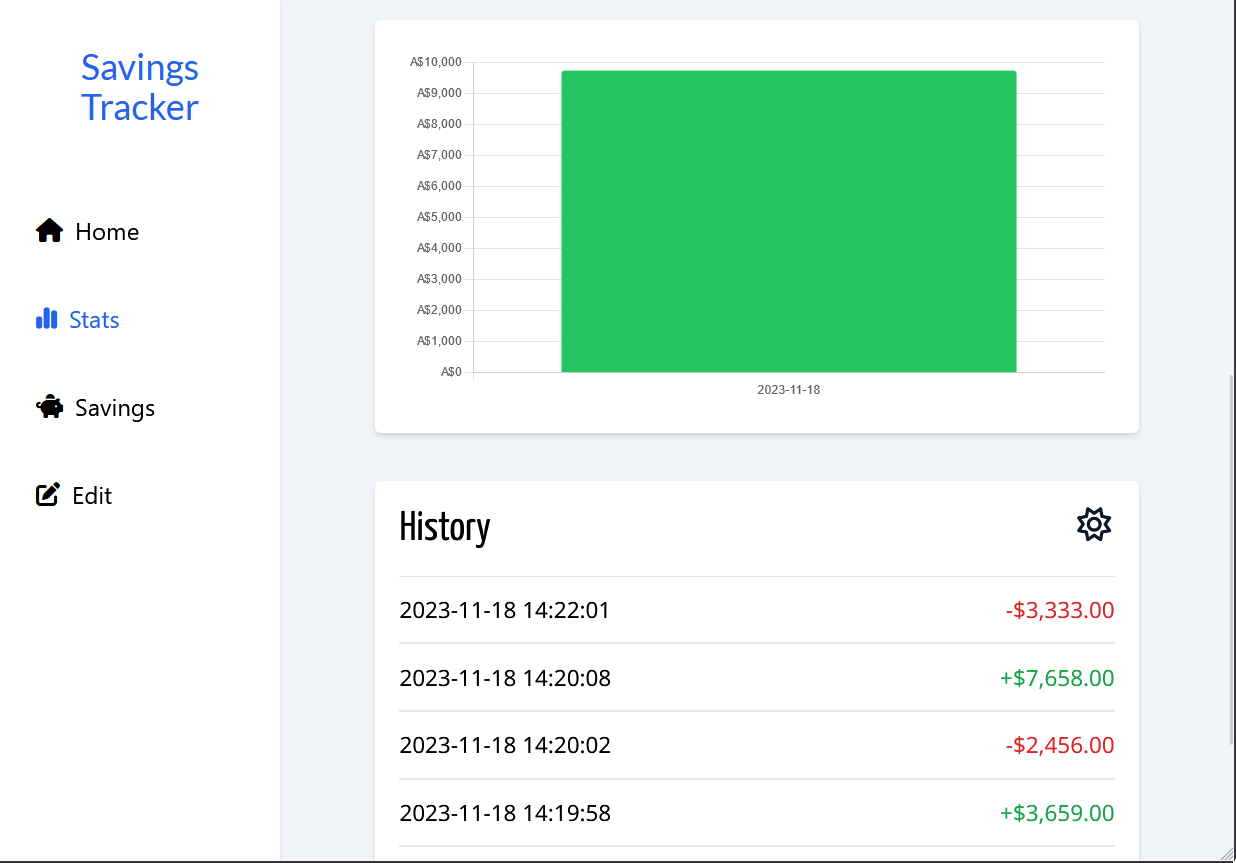 Savings
Tracker
Home
Stats
Savings
Edit
A$10,000
A$9,000
A$8,000
A$7,000
A$6,000
A$5,000
A$4,000
A$3,000
A$2,000
A$1,000
A$0
2023-11-18
History
2023-11-18 14:22:01 -$3,333.00
2023-11-18 14:20:08 +$7,658.00
2023-11-18 14:20:02 -$2,456.00
2023-11-18 14:19:58 +$3,659.00